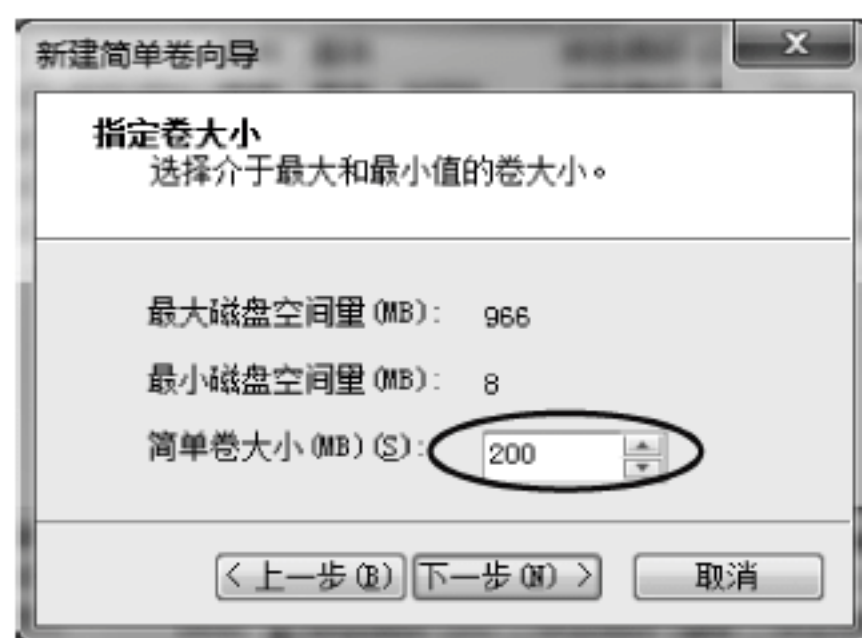 新建简单卷向导
X
指定卷大小
选择介于最大和最小值的卷大小。
最大磁盘空间量(MB): 966
最小磁盘空间量(MB): 8
简单卷大小(MB)(S): 200
< 上一步(B) 下一步(N) > 取消